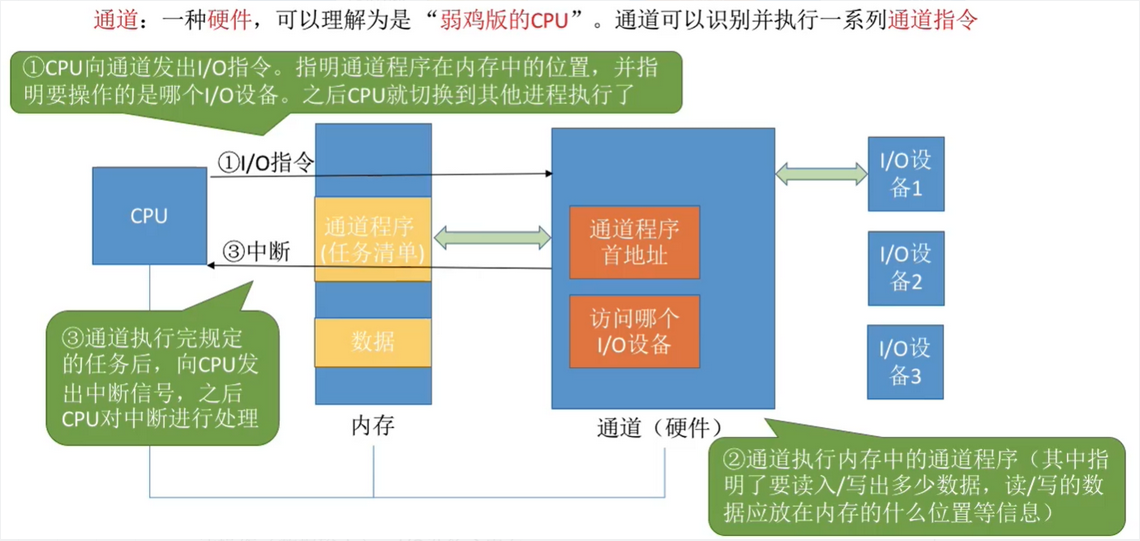 通道：一种硬件，可以理解为是 “弱鸡版的CPU”。通道可以识别并执行一系列通道指令
①CPU向通道发出I/O指令。指明通道程序在内存中的位置，并指
明要操作的是哪个I/O设备。之后CPU就切换到其他进程执行了
①I/O指令
CPU
通道程序
(任务清单)
③中断
通道程序
首地址
访问哪个
I/O设备
I/O设
备1
I/O设
备2
I/O设
备3
数据
③通道执行完规定
的任务后，向CPU发
出中断信号，之后
CPU对中断进行处理
内存
通道（硬件）
②通道执行内存中的通道程序（其中指
明了要读入/写出多少数据，读/写的数
据应放在内存的什么位置等信息）